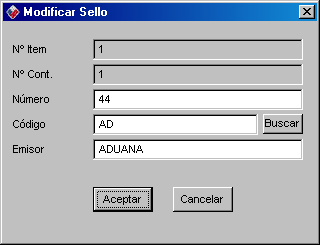 Modificar Sello
Nº Item 1
Nº Cont. 1
Número 44
Código AD Buscar
Emisor ADUANA
Aceptar Cancelar